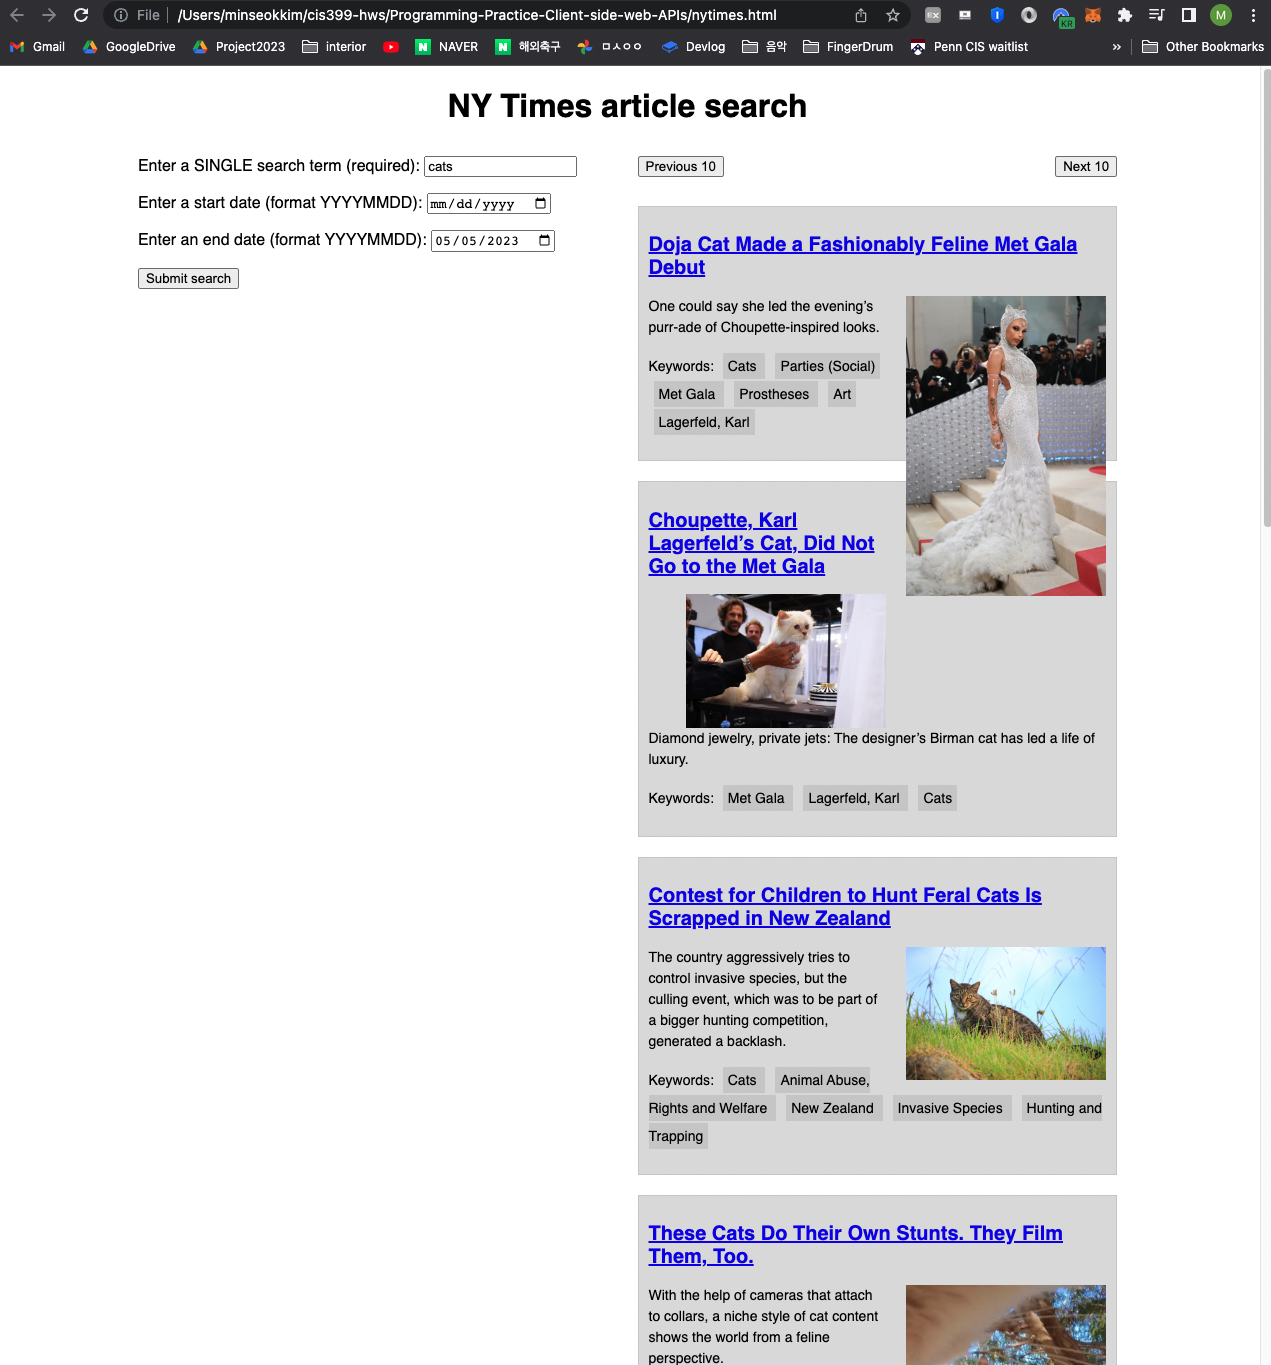 File | /Users/minseokkim/cis399-hws/Programming-Practice-Client-side-web-APIs/nytimes.html
KR
M
Gmail GoogleDrive Project2023 interior N NAVER N 해외축구 ㅁㅅㅇㅇ Devlog 음악 FingerDrum Penn CIS waitlist » Other Bookmarks
NY Times article search
Enter a SINGLE search term (required): cats
Enter a start date (format YYYYMMDD): mm/dd/yyyy
Enter an end date (format YYYYMMDD): 05/05/2023
Submit search
Previous 10 Next 10
Doja Cat Made a Fashionably Feline Met Gala
Debut
One could say she led the evening’s
purr-ade of Choupette-inspired looks.
Keywords: Cats Parties (Social)
Met Gala Prostheses Art
Lagerfeld, Karl
Choupette, Karl
Lagerfeld’s Cat, Did Not
Go to the Met Gala
Diamond jewelry, private jets: The designer’s Birman cat has led a life of
luxury.
Keywords: Met Gala Lagerfeld, Karl Cats
Contest for Children to Hunt Feral Cats Is
Scrapped in New Zealand
The country aggressively tries to
control invasive species, but the
culling event, which was to be part of
a bigger hunting competition,
generated a backlash.
Keywords: Cats Animal Abuse,
Rights and Welfare New Zealand Invasive Species Hunting and
Trapping
These Cats Do Their Own Stunts. They Film
Them, Too.
With the help of cameras that attach
to collars, a niche style of cat content
shows the world from a feline
perspective.